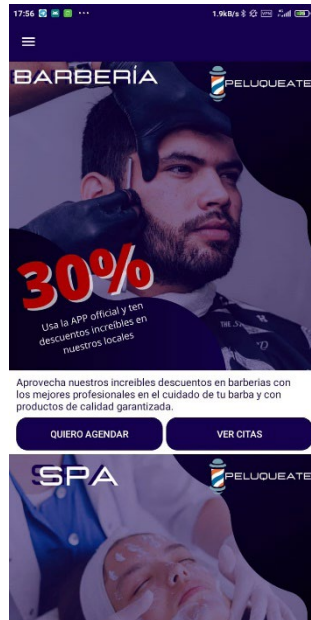 17:56 ... 1.9kB/s
BARBERÍA
PELUQUEATE
30%
Usa la APP official y ten
descuentos increíbles en
nuestros locales
Aprovecha nuestros increibles descuentos en barberias con
los mejores profesionales en el cuidado de tu barba y con
productos de calidad garantizada.
QUIERO AGENDAR
VER CITAS
SPA
PELUQUEATE